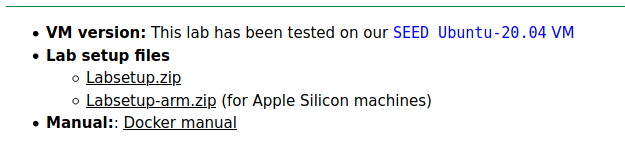 • VM version: This lab has been tested on our SEED Ubuntu-20.04 VM
• Lab setup files
◦ Labsetup.zip
◦ Labsetup-arm.zip (for Apple Silicon machines)
• Manual:: Docker manual